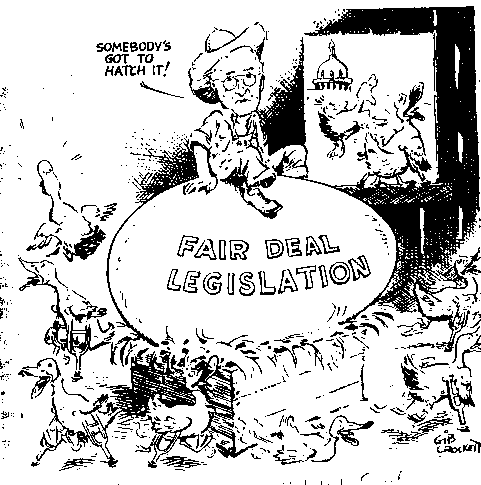 SOMEBODY'S
GOT TO
HATCH IT!
FAIR DEAL
LEGISLATION
GIB
CROCKETT